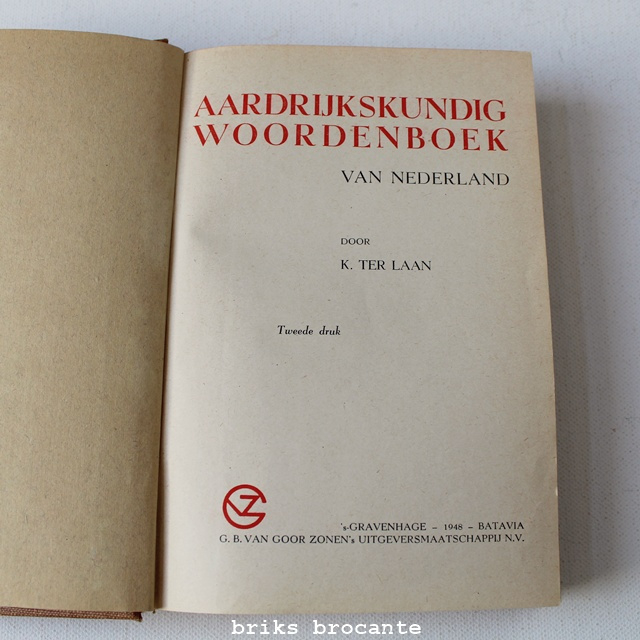 AARDRIJKSKUNDIG
WOORDENBOEK
VAN NEDERLAND
DOOR
K. TER LAAN
Tweede druk
's-GRAVENHAGE – 1948 – BATAVIA
G. B. VAN GOOR ZONEN's UITGEVERSMAATSCHAPPIJ N.V.
briks brocante